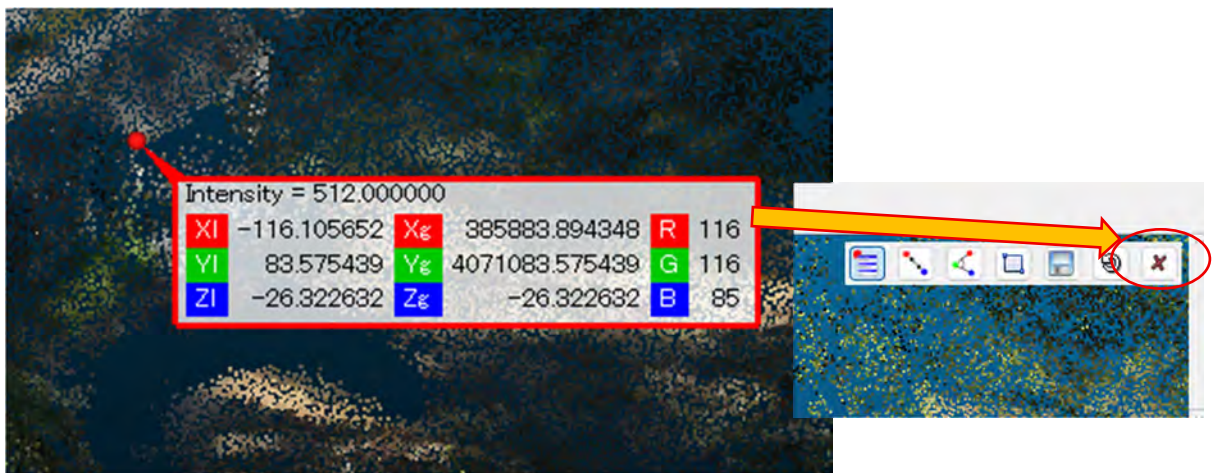 Intensity = 512.000000
Xl -116.105652 Xg 385883.894348 R 116
Yl 83.575439 Yg 4071083.575439 G 116
Zl -26.322632 Zg -26.322632 B 85